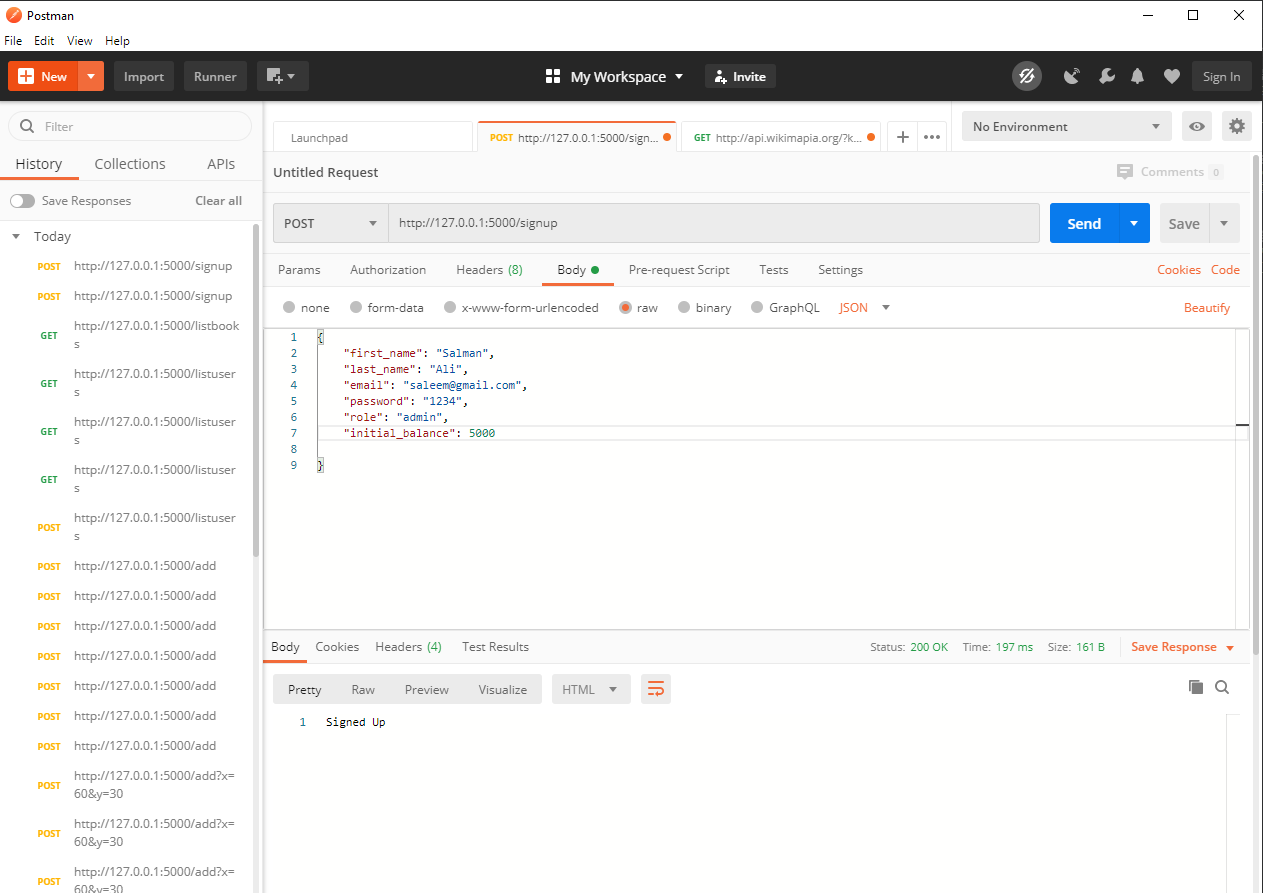 Postman
File Edit View Help
New Import Runner My Workspace Invite Sign In
Filter
History Collections APIs
Save Responses Clear all
Today
POST http://127.0.0.1:5000/signup
POST http://127.0.0.1:5000/signup
GET http://127.0.0.1:5000/listbook
s
GET http://127.0.0.1:5000/listuser
s
GET http://127.0.0.1:5000/listuser
s
GET http://127.0.0.1:5000/listuser
s
POST http://127.0.0.1:5000/listuser
s
POST http://127.0.0.1:5000/add
POST http://127.0.0.1:5000/add
POST http://127.0.0.1:5000/add
POST http://127.0.0.1:5000/add
POST http://127.0.0.1:5000/add
POST http://127.0.0.1:5000/add
POST http://127.0.0.1:5000/add
POST http://127.0.0.1:5000/add?x=
60&y=30
POST http://127.0.0.1:5000/add?x=
60&y=30
POST http://127.0.0.1:5000/add?x=
60&y=30
Launchpad POST http://127.0.0.1:5000/sign... GET http://api.wikimapia.org/?k... + ••• No Environment
Untitled Request Comments 0
POST http://127.0.0.1:5000/signup Send Save
Params Authorization Headers (8) Body Pre-request Script Tests Settings Cookies Code
none form-data x-www-form-urlencoded raw binary GraphQL JSON Beautify
1 {
2 "first_name": "Salman",
3 "last_name": "Ali",
4 "email": "saleem@gmail.com",
5 "password": "1234",
6 "role": "admin",
7 "initial_balance": 5000
8
9 }
Body Cookies Headers (4) Test Results Status: 200 OK Time: 197 ms Size: 161 B Save Response
Pretty Raw Preview Visualize HTML
1 Signed Up